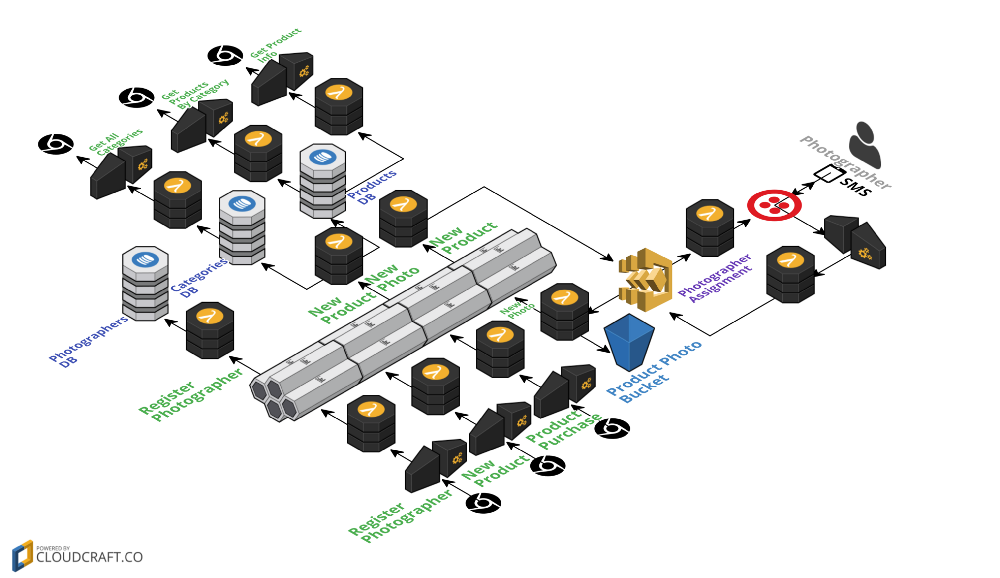 Get Product
Info
Get
Products
By Category
Get All
Categories
Products
DB
Categories
DB
Photographers
DB
Photographer
SMS
New
Product
New
Product Photo
New
Photo
Photographer
Assignment
Product Photo
Bucket
Register
Photographer
Product
Purchase
New
Product
Register
Photographer
POWERED BY
CLOUDCRAFT.CO